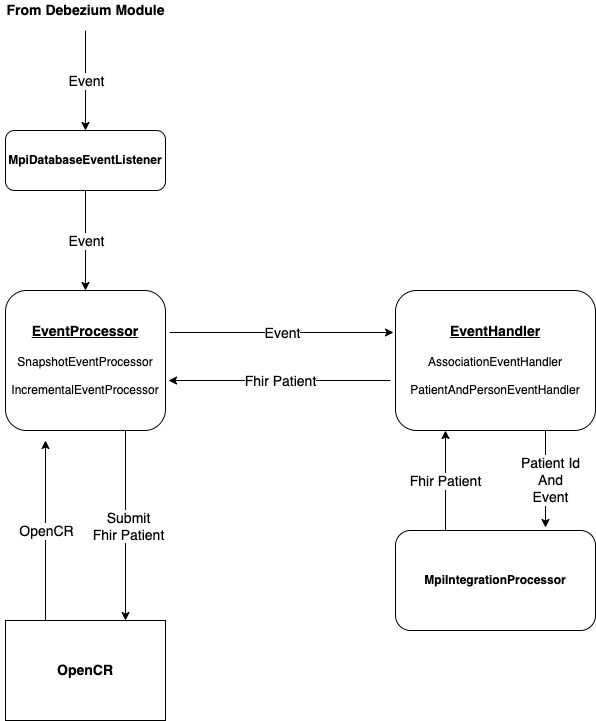 From Debezium Module
Event
MpiDatabaseEventListener
Event
EventProcessor
SnapshotEventProcessor
IncrementalEventProcessor
Event
Fhir Patient
EventHandler
AssociationEventHandler
PatientAndPersonEventHandler
Fhir Patient
Patient Id
And
Event
MpiIntegrationProcessor
OpenCR
Submit
Fhir Patient
OpenCR